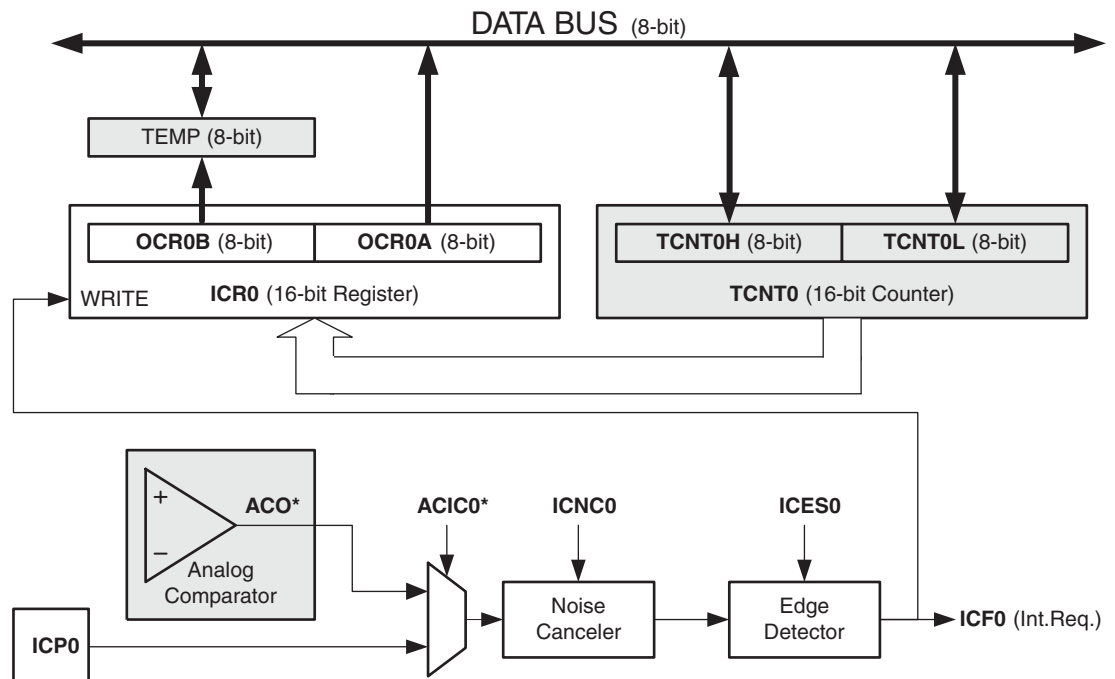 DATA BUS (8-bit)
TEMP (8-bit)
OCR0B (8-bit)
OCR0A (8-bit)
TCNT0H (8-bit)
TCNT0L (8-bit)
WRITE
ICR0 (16-bit Register)
TCNT0 (16-bit Counter)
+
−
ACO*
Analog
Comparator
ACIC0*
ICNC0
ICES0
ICP0
Noise
Canceler
Edge
Detector
ICF0 (Int.Req.)